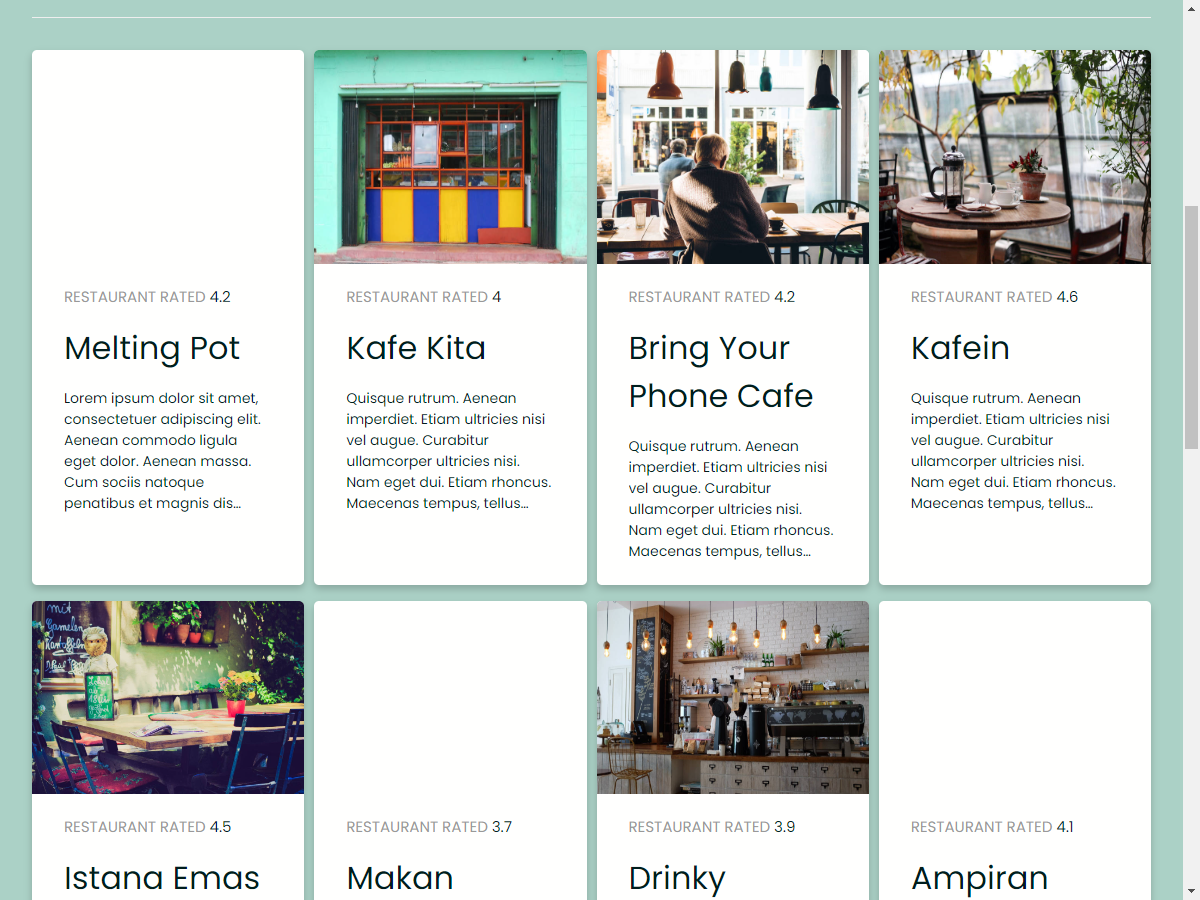 RESTAURANT RATED 4.2
Melting Pot
Lorem ipsum dolor sit amet,
consectetuer adipiscing elit.
Aenean commodo ligula
eget dolor. Aenean massa.
Cum sociis natoque
penatibus et magnis dis...
RESTAURANT RATED 4
Kafe Kita
Quisque rutrum. Aenean
imperdiet. Etiam ultricies nisi
vel augue. Curabitur
ullamcorper ultricies nisi.
Nam eget dui. Etiam rhoncus.
Maecenas tempus, tellus...
RESTAURANT RATED 4.2
Bring Your
Phone Cafe
Quisque rutrum. Aenean
imperdiet. Etiam ultricies nisi
vel augue. Curabitur
ullamcorper ultricies nisi.
Nam eget dui. Etiam rhoncus.
Maecenas tempus, tellus...
RESTAURANT RATED 4.6
Kafein
Quisque rutrum. Aenean
imperdiet. Etiam ultricies nisi
vel augue. Curabitur
ullamcorper ultricies nisi.
Nam eget dui. Etiam rhoncus.
Maecenas tempus, tellus...
mit
RESTAURANT RATED 4.5
Istana Emas
RESTAURANT RATED 3.7
Makan
RESTAURANT RATED 3.9
Drinky
RESTAURANT RATED 4.1
Ampiran